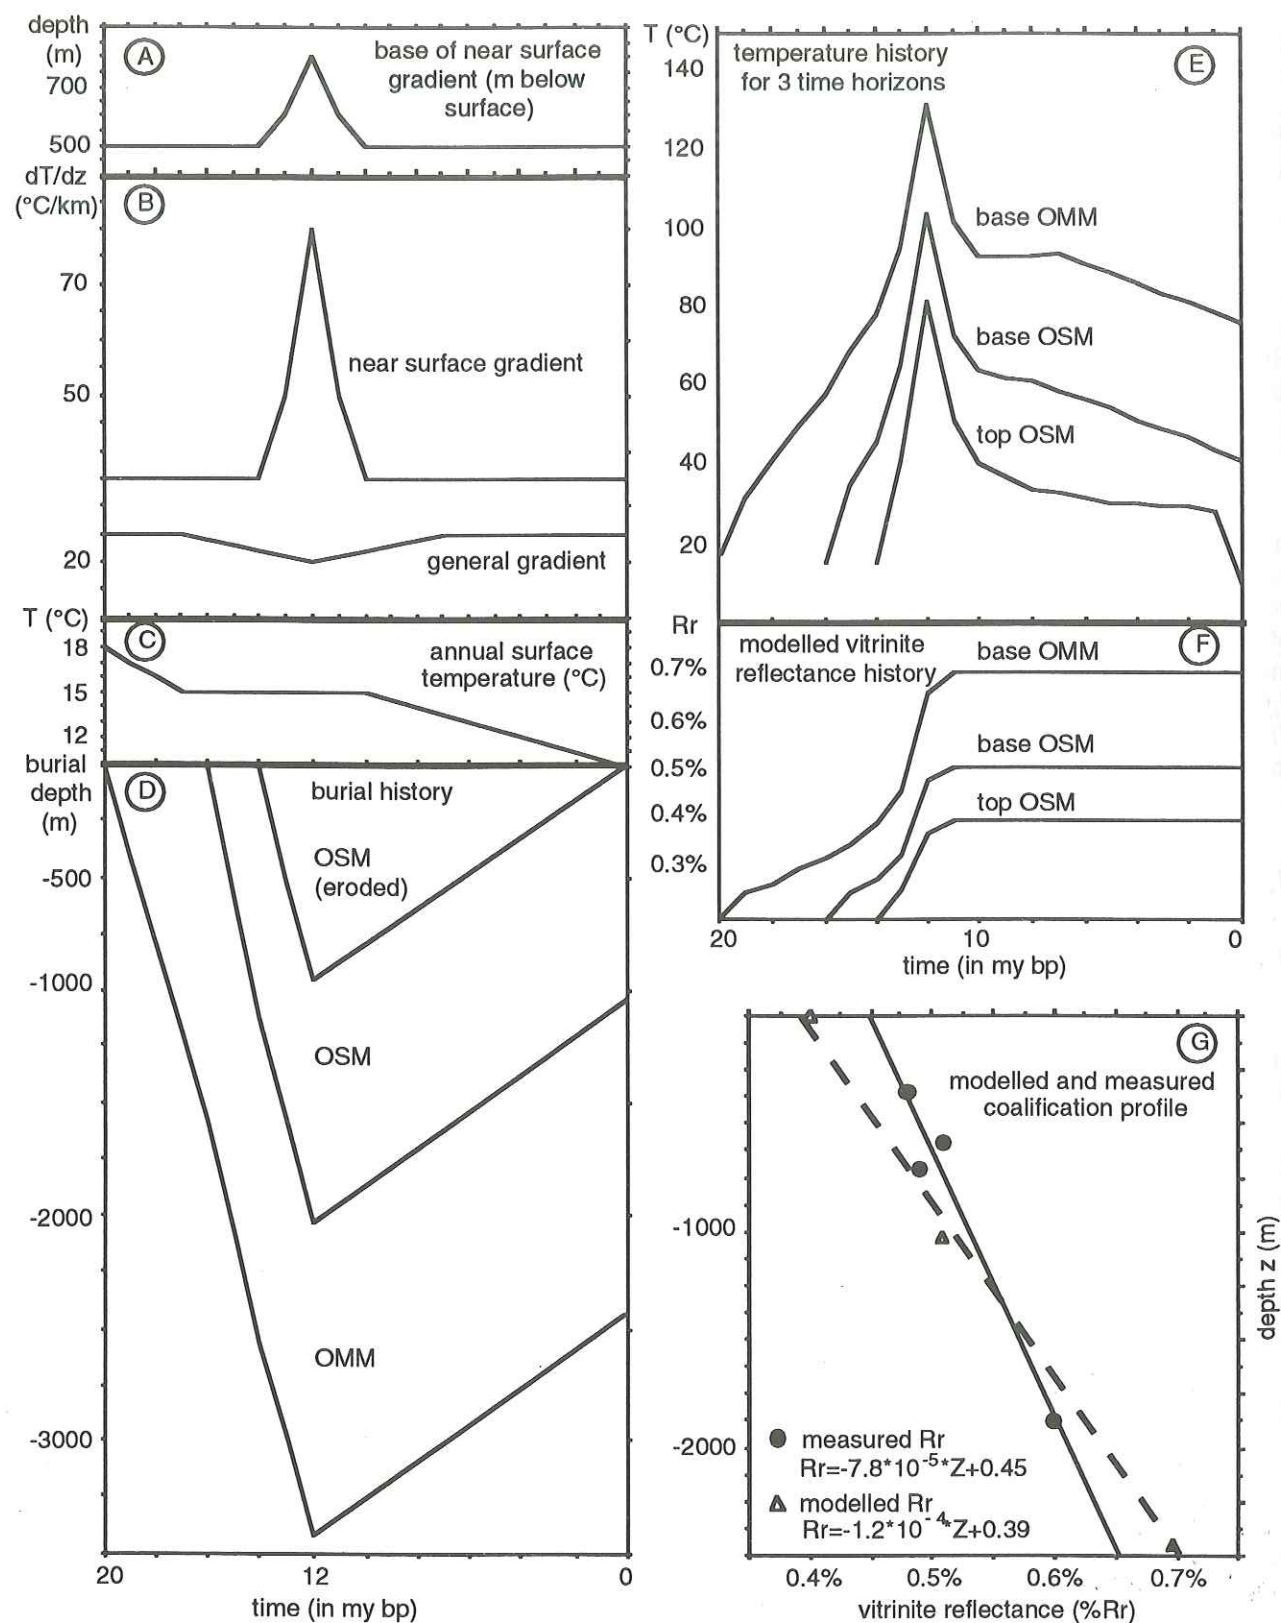 depth
(m)
700
500
A
base of near surface
gradient (m below
surface)
dT/dz
(°C/km)
70
50
20
B
near surface gradient
general gradient
T (°C)
18
15
12
C
annual surface
temperature (°C)
burial
depth
(m)
-500
-1000
-2000
-3000
D
burial history
OSM
(eroded)
OSM
OMM
20
12
0
time (in my bp)
T (°C)
140
120
100
80
60
40
20
temperature history
for 3 time horizons
E
base OMM
base OSM
top OSM
Rr
0.7%
0.6%
0.5%
0.4%
0.3%
modelled vitrinite
reflectance history
F
base OMM
base OSM
top OSM
20
10
0
time (in my bp)
G
modelled and measured
coalification profile
-1000
-2000
depth z (m)
measured Rr
Rr=-7.8*10⁻⁵*Z+0.45
modelled Rr
Rr=-1.2*10⁻⁴*Z+0.39
0.4%
0.5%
0.6%
0.7%
vitrinite reflectance (%Rr)